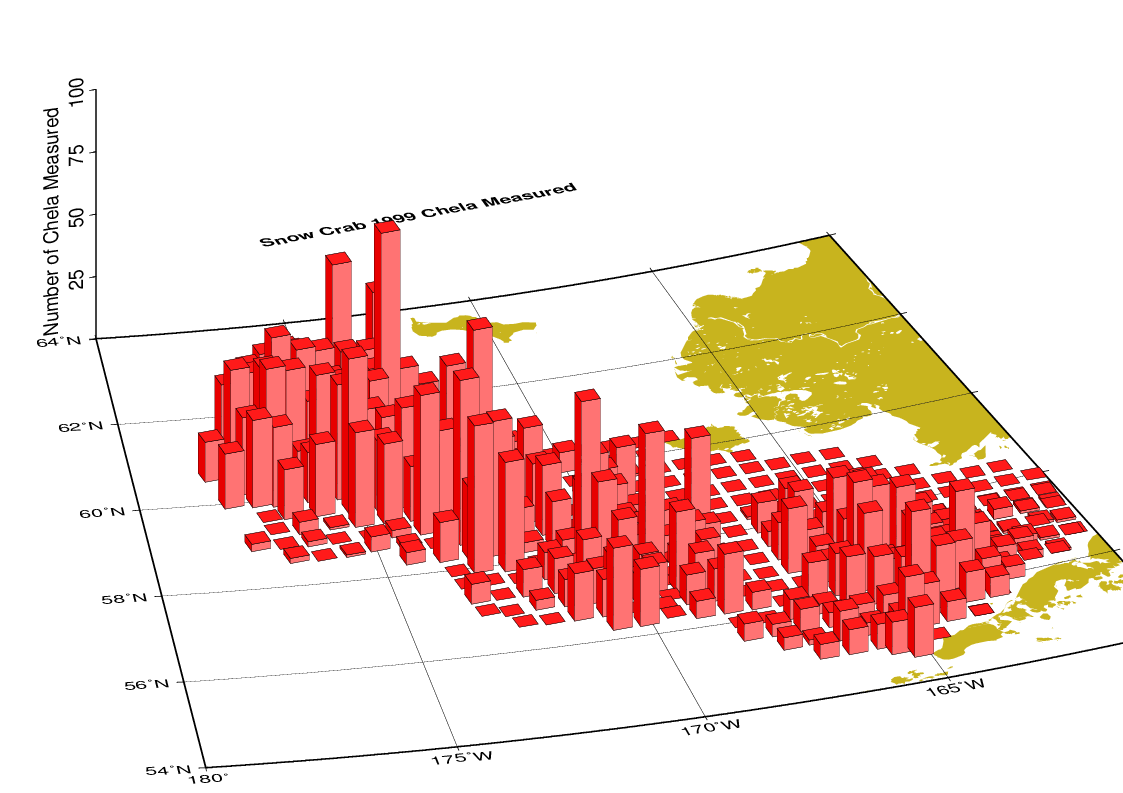 Number of Chela Measured
100
75
50
25
Snow Crab 1999 Chela Measured
64°N
62°N
60°N
58°N
56°N
54°N
180°
175°W
170°W
165°W